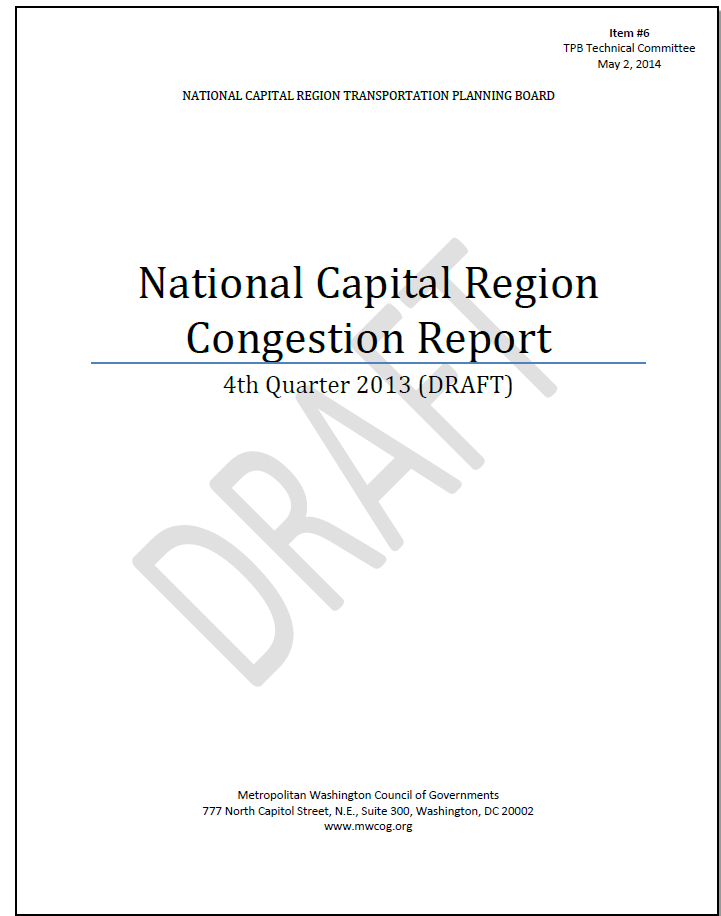 Item #6
TPB Technical Committee
May 2, 2014
NATIONAL CAPITAL REGION TRANSPORTATION PLANNING BOARD
National Capital Region
Congestion Report
4th Quarter 2013 (DRAFT)
DRAFT
Metropolitan Washington Council of Governments
777 North Capitol Street, N.E., Suite 300, Washington, DC 20002
www.mwcog.org